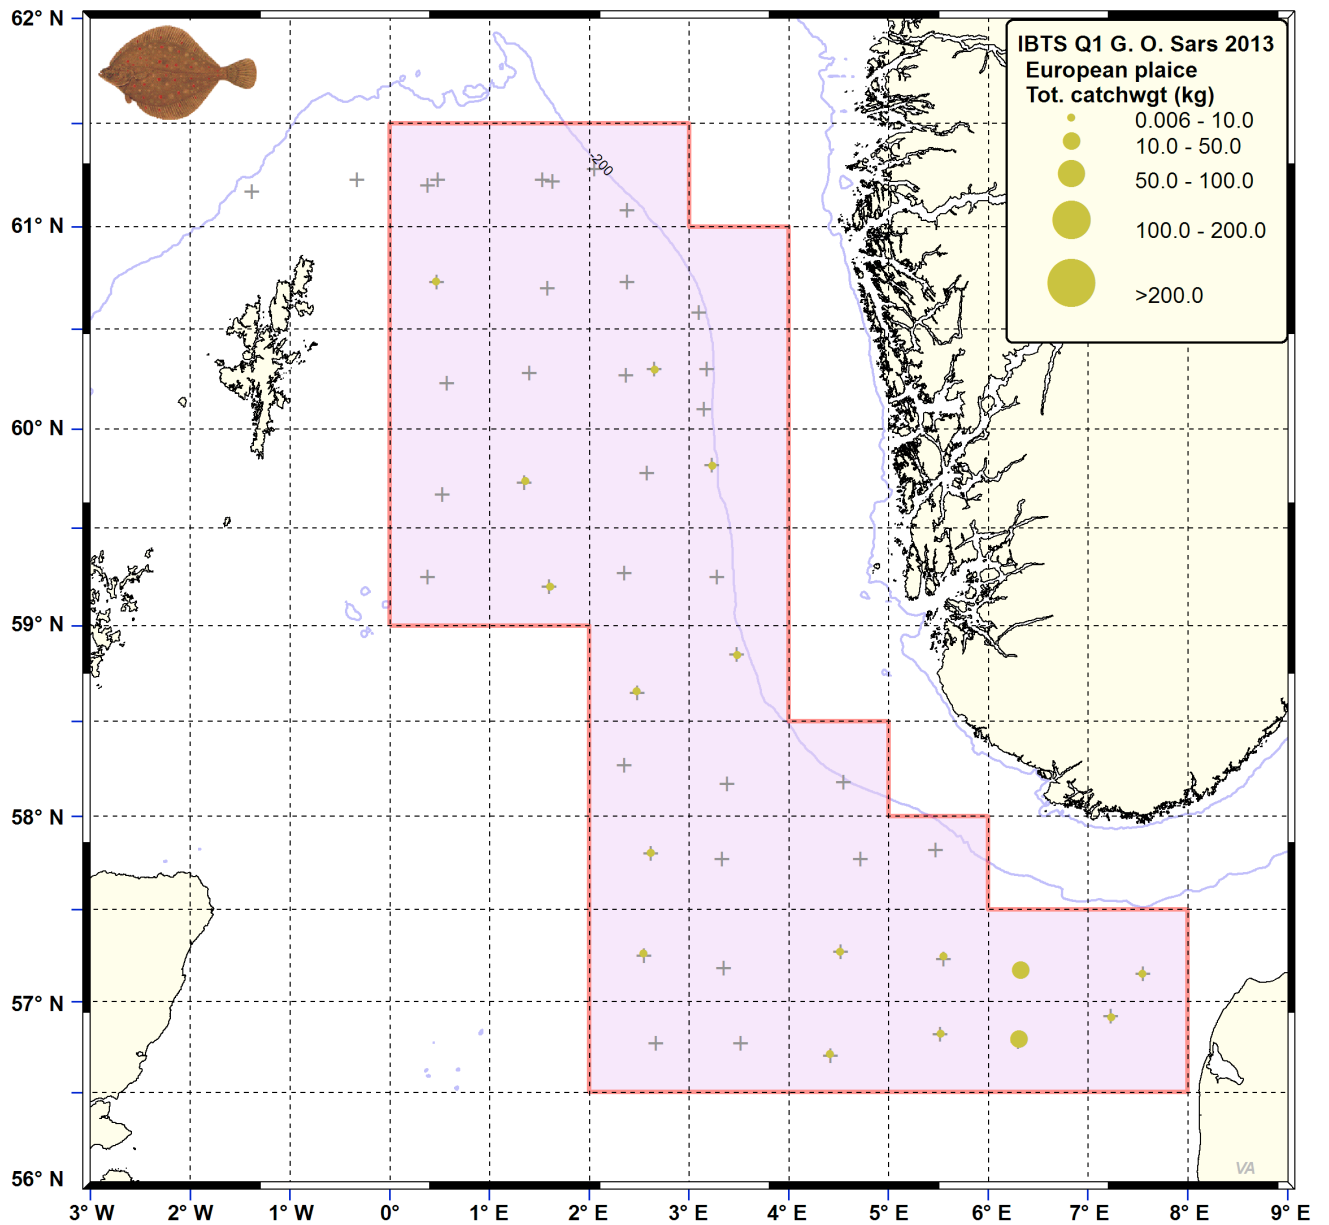 62° N
61° N
60° N
59° N
58° N
57° N
56° N
IBTS Q1 G. O. Sars 2013
European plaice
Tot. catchwgt (kg)
0.006 - 10.0
10.0 - 50.0
50.0 - 100.0
100.0 - 200.0
>200.0
-200
VA
3° W 2° W 1° W 0° 1° E 2° E 3° E 4° E 5° E 6° E 7° E 8° E 9° E